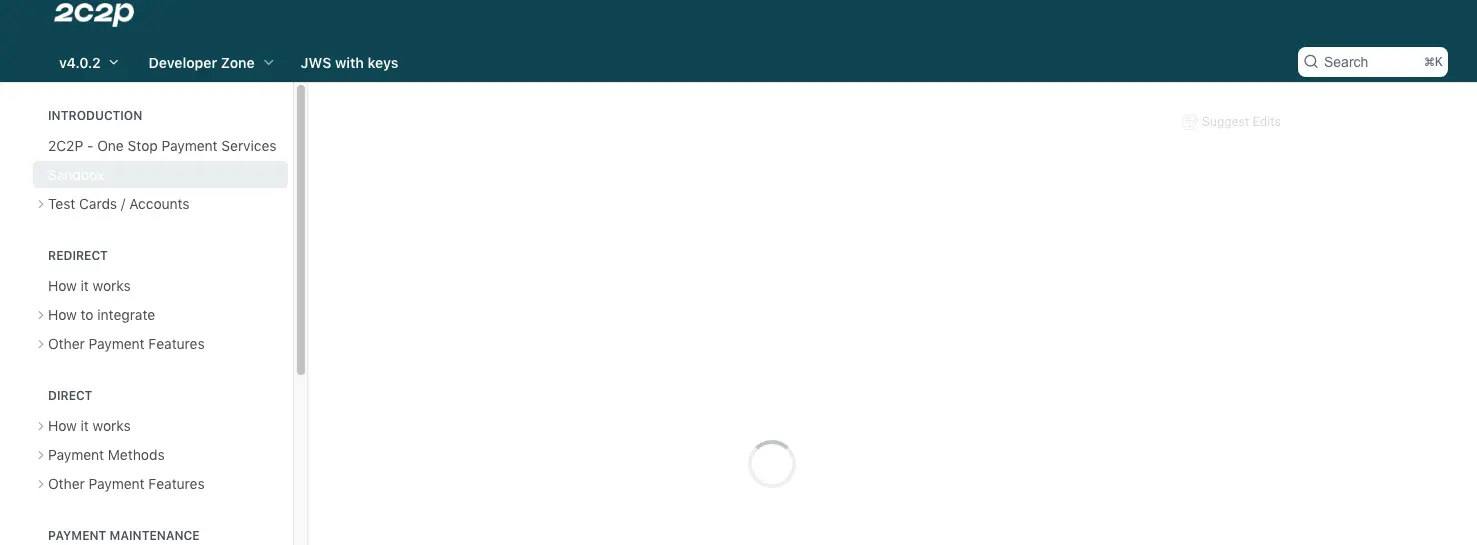 2c2p
v4.0.2
Developer Zone
JWS with keys
Search
⌘K
INTRODUCTION
2C2P - One Stop Payment Services
Sandbox
Test Cards / Accounts
REDIRECT
How it works
How to integrate
Other Payment Features
DIRECT
How it works
Payment Methods
Other Payment Features
PAYMENT MAINTENANCE
Suggest Edits